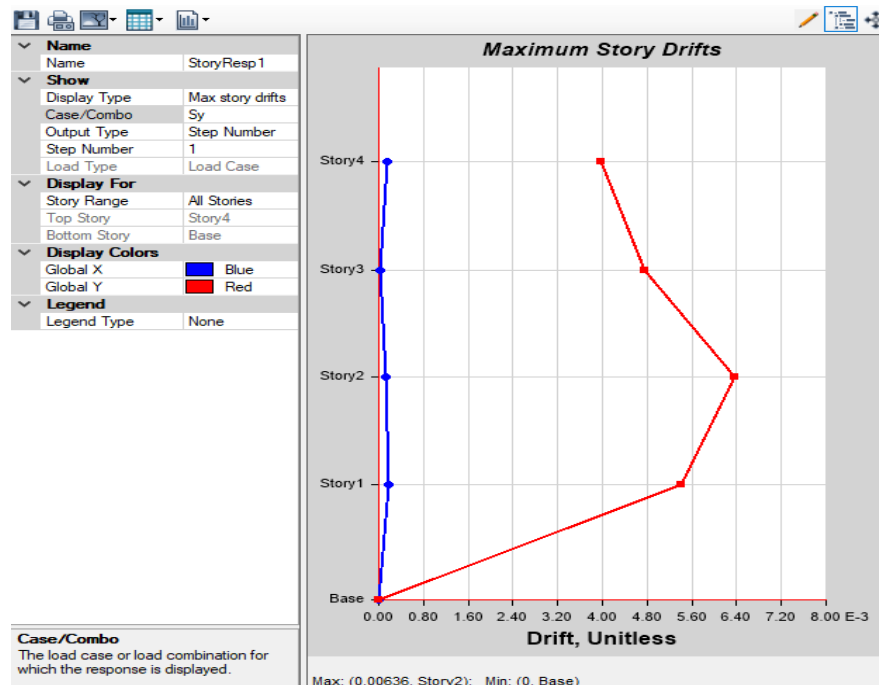 Name
Name StoryResp1
Show
Display Type Max story drifts
Case/Combo Sy
Output Type Step Number
Step Number 1
Load Type Load Case
Display For
Story Range All Stories
Top Story Story4
Bottom Story Base
Display Colors
Global X Blue
Global Y Red
Legend
Legend Type None
Case/Combo
The load case or load combination for
which the response is displayed.
Maximum Story Drifts
Story4
Story3
Story2
Story1
Base
0.00 0.80 1.60 2.40 3.20 4.00 4.80 5.60 6.40 7.20 8.00 E-3
Drift, Unitless
Max: (0.00636, Story2); Min: (0, Base)